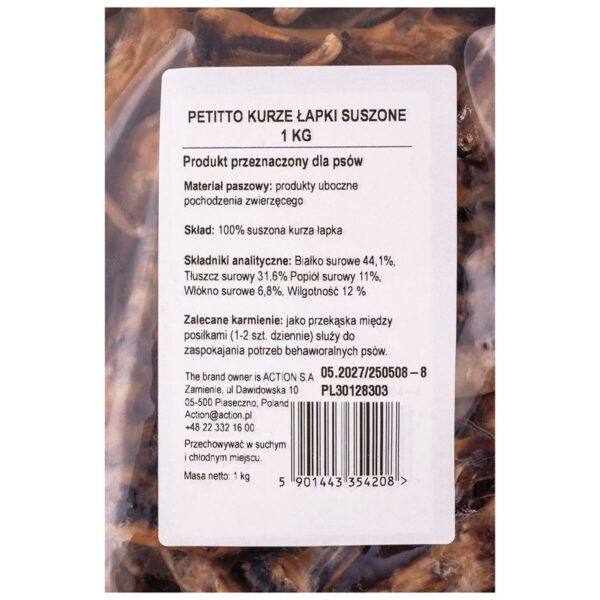 PETITTO KURZE ŁAPKI SUSZONE
1 KG
Produkt przeznaczony dla psów
Materiał paszowy: produkty uboczne
pochodzenia zwierzęcego
Skład: 100% suszona kurza łapka
Składniki analityczne: Białko surowe 44,1%,
Tłuszcz surowy 31,6% Popiół surowy 11%,
Włókno surowe 6,8%, Wilgotność 12 %
Zalecane karmienie: jako przekąska między
posiłkami (1-2 szt. dziennie) służy do
zaspokajania potrzeb behawioralnych psów.
The brand owner is ACTION S.A
Zamienie, ul Dawidowska 10
05-500 Piaseczno, Poland
Action@action.pl
+48 22 332 16 00
05.2027/250508-8
PL30128303
Przechowywać w suchym
i chłodnym miejscu.
Masa netto: 1 kg
5 901443 354208 >